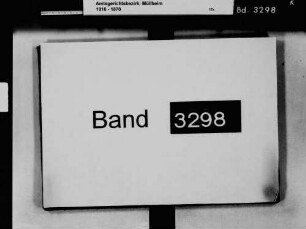 Amtsgerichtsbezirk: Müllheim
1810 - 1870
Bd. 3298
Band 3298